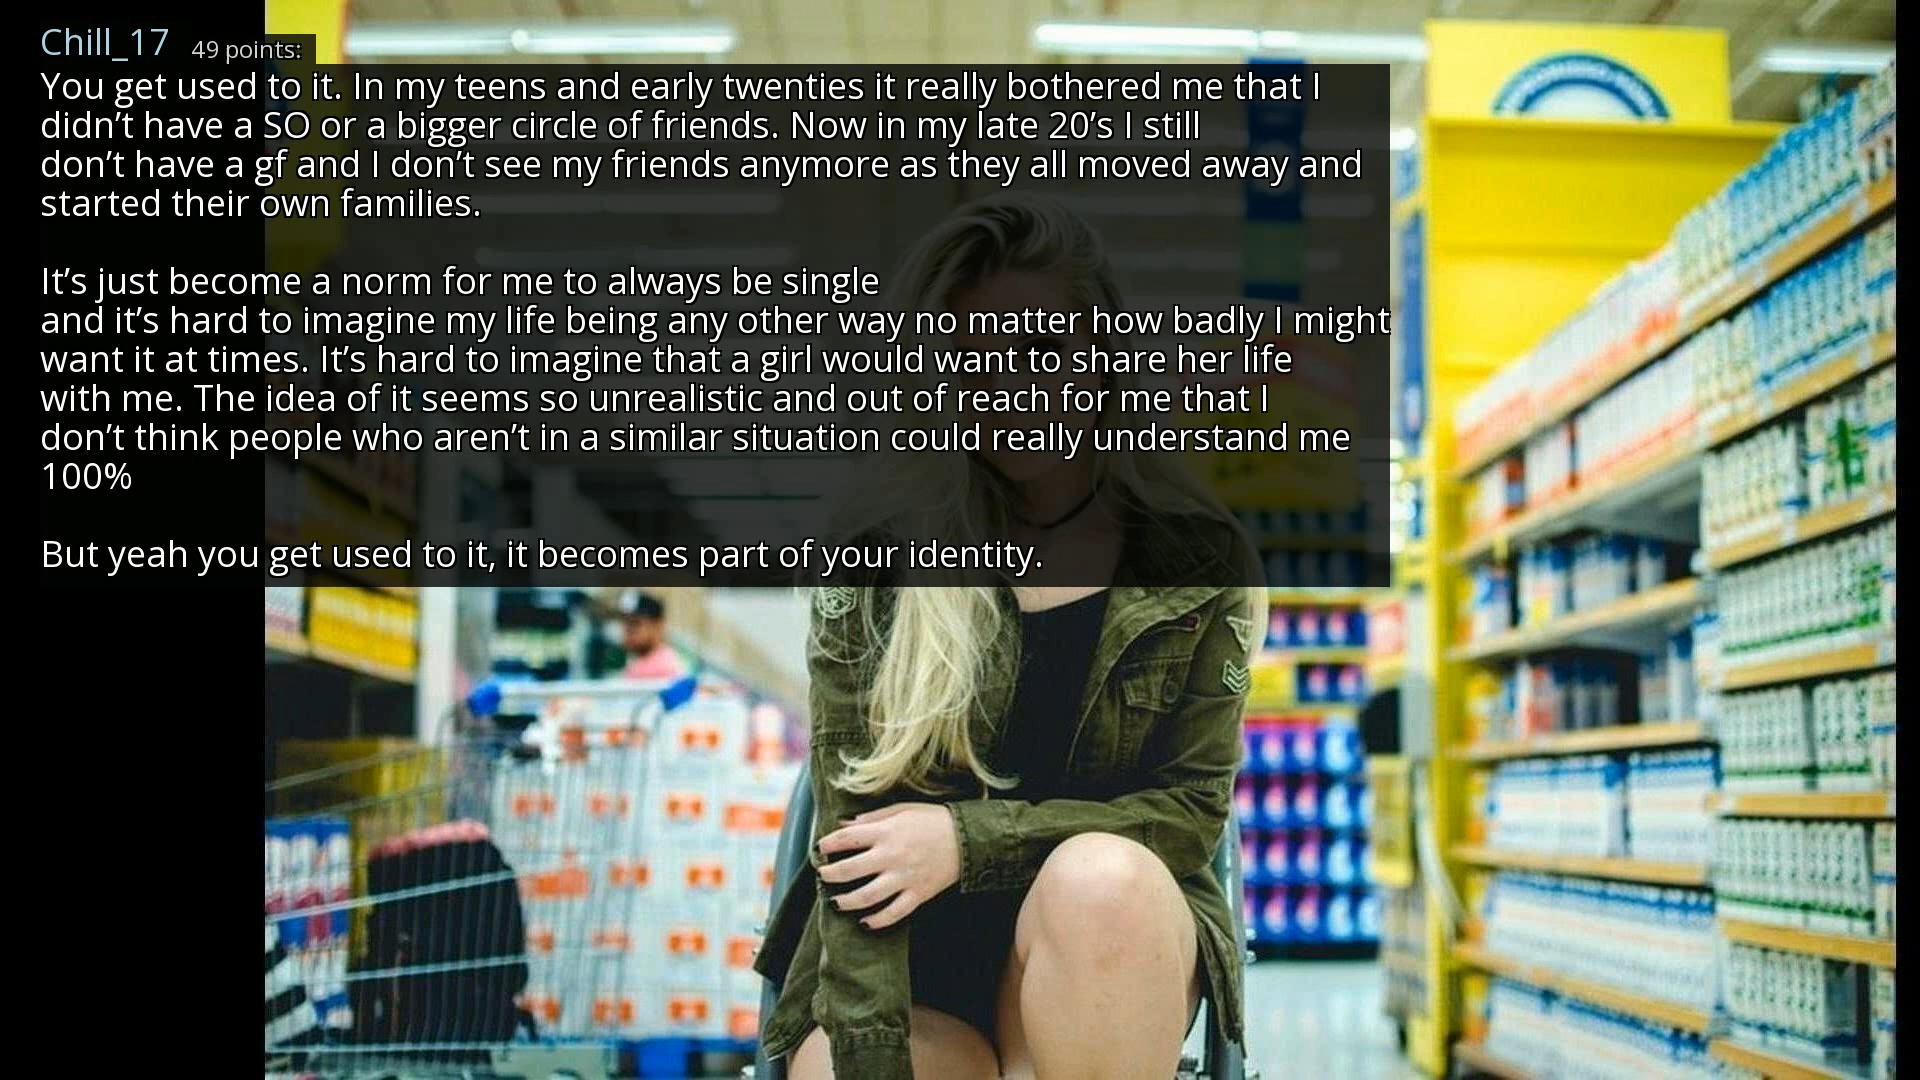 Chill_17 49 points:
You get used to it. In my teens and early twenties it really bothered me that I
didn’t have a SO or a bigger circle of friends. Now in my late 20’s I still
don’t have a gf and I don’t see my friends anymore as they all moved away and
started their own families.
It’s just become a norm for me to always be single
and it’s hard to imagine my life being any other way no matter how badly I might
want it at times. It’s hard to imagine that a girl would want to share her life
with me. The idea of it seems so unrealistic and out of reach for me that I
don’t think people who aren’t in a similar situation could really understand me
100%
But yeah you get used to it, it becomes part of your identity.